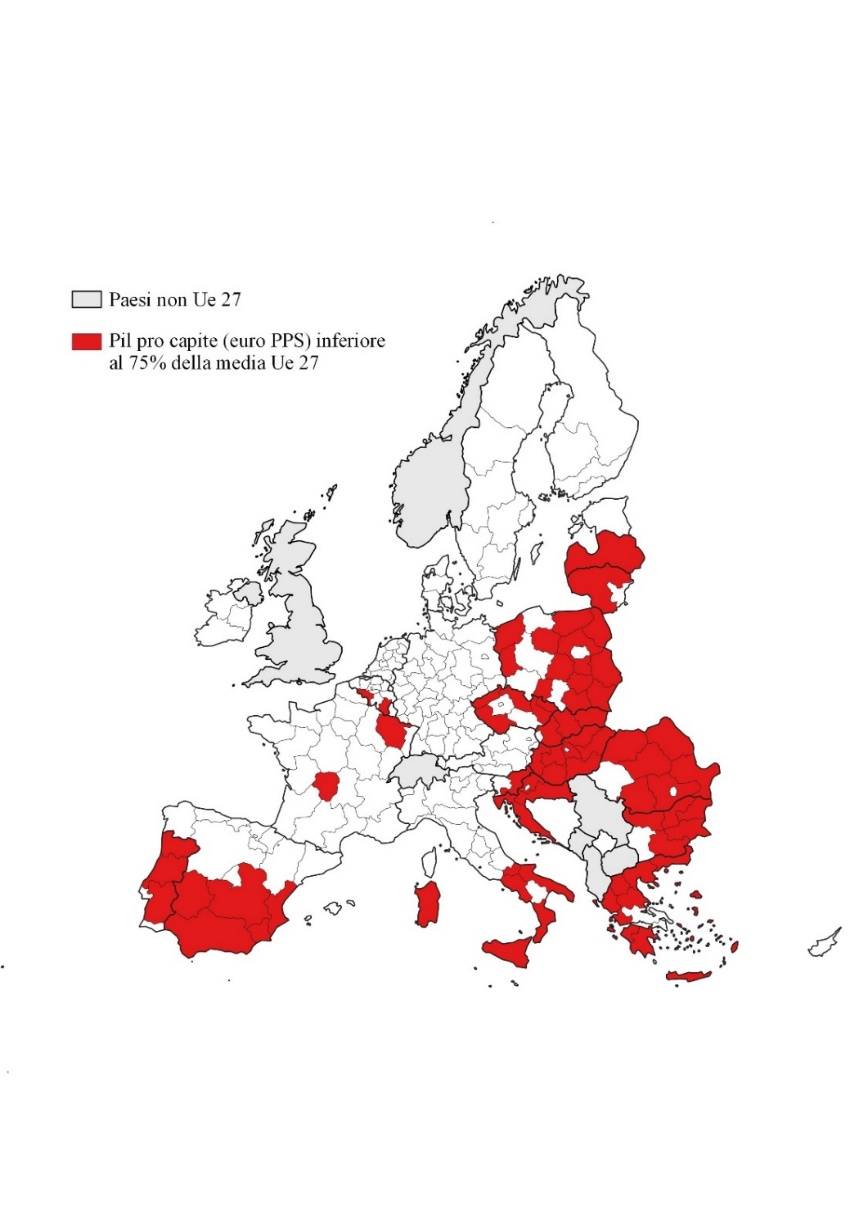 Paesi non Ue 27
Pil pro capite (euro PPS) inferiore
al 75% della media Ue 27